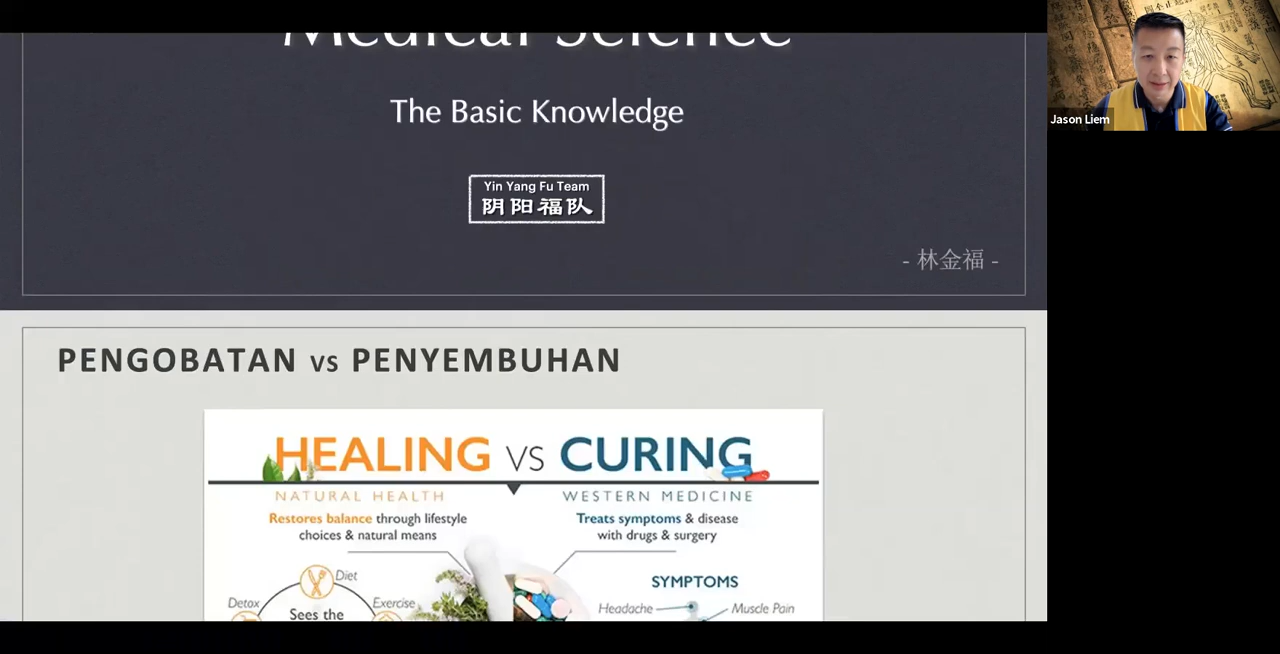 Medical Science
The Basic Knowledge
Yin Yang Fu Team
阴阳福队
- 林金福 -
Jason Liem
PENGOBATAN vs PENYEMBUHAN
HEALING VS CURING
NATURAL HEALTH
WESTERN MEDICINE
Restores balance through lifestyle
choices & natural means
Treats symptoms & disease
with drugs & surgery
Diet
Detox
Exercise
Sees the
SYMPTOMS
Headache
Muscle Pain